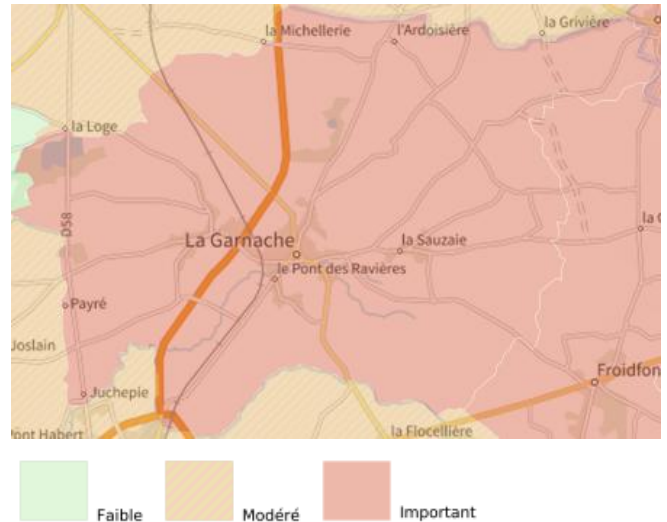 la Michellerie
l'Ardoisière
la Grivière
la Loge
D58
La Garnache
la Sauzaie
le Pont des Ravières
Payré
Joslain
Juchepie
Froidfon
ont Habert
la Flocellière
Faible
Modéré
Important